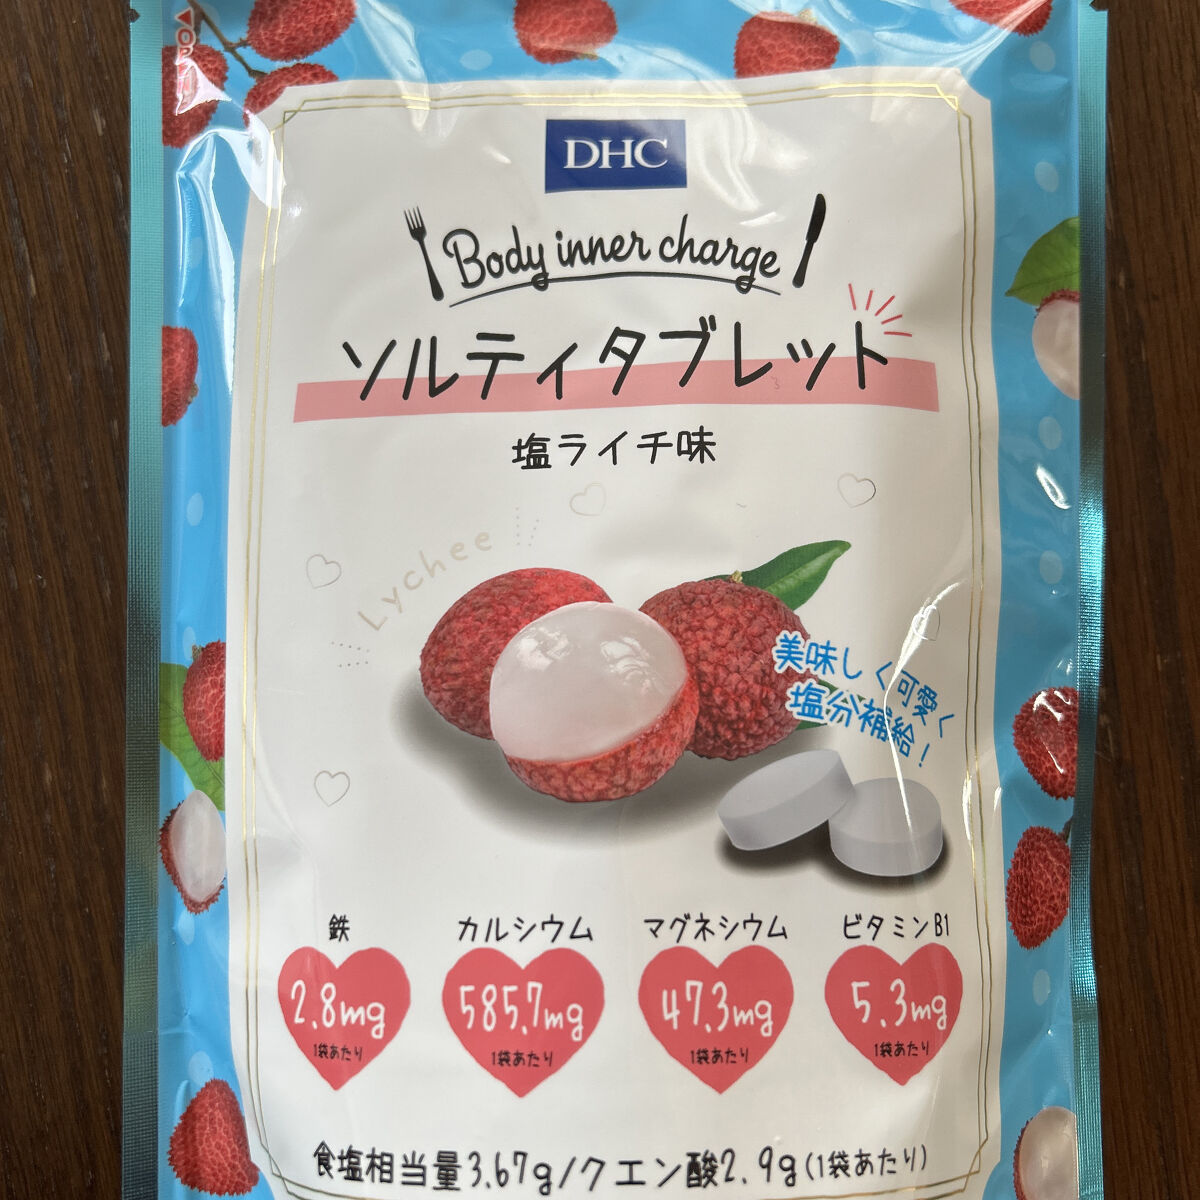 OPEN
DHC
Body inner charge
ソルティタブレット
塩ライチ味
Lychee
美味しく可愛く
塩分補給!
鉄 カルシウム マグネシウム ビタミンB1
2.8mg 585.7mg 47.3mg 5.3mg
1袋あたり 1袋あたり 1袋あたり 1袋あたり
食塩相当量3.67g/クエン酸2.9g(1袋あたり)